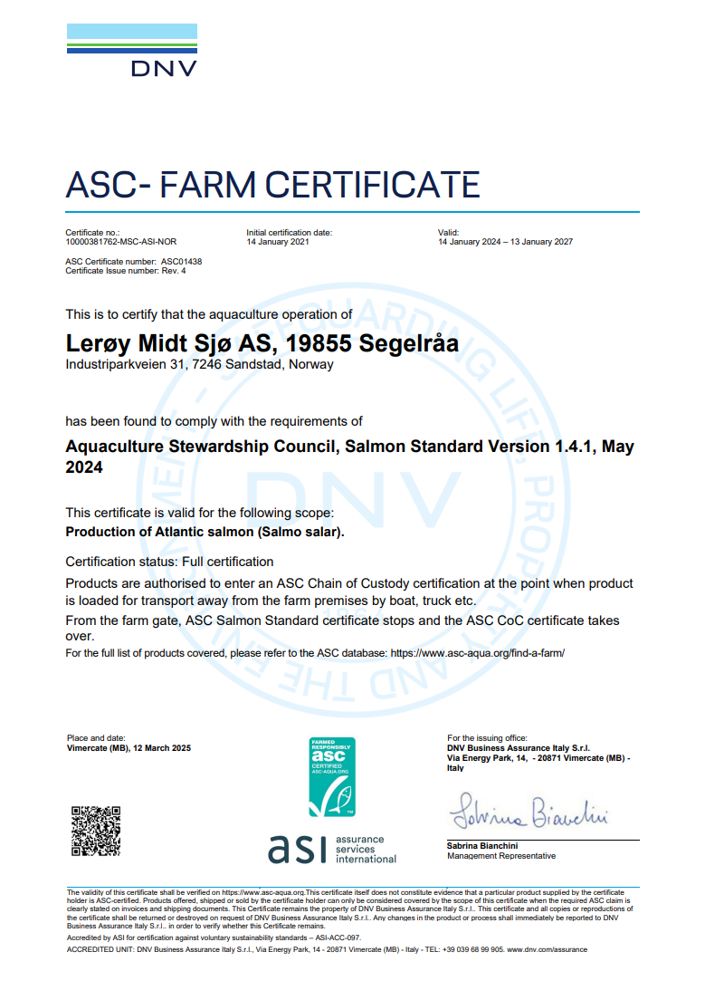 DNV
ASC- FARM CERTIFICATE
Certificate no.:
10000381762-MSC-ASI-NOR
Initial certification date:
14 January 2021
Valid:
14 January 2024 – 13 January 2027
ASC Certificate number: ASC01438
Certificate Issue number: Rev. 4
This is to certify that the aquaculture operation of
Lerøy Midt Sjø AS, 19855 Segelråa
Industriparkveien 31, 7246 Sandstad, Norway
has been found to comply with the requirements of
Aquaculture Stewardship Council, Salmon Standard Version 1.4.1, May
2024
This certificate is valid for the following scope:
Production of Atlantic salmon (Salmo salar).
Certification status: Full certification
Products are authorised to enter an ASC Chain of Custody certification at the point when product
is loaded for transport away from the farm premises by boat, truck etc.
From the farm gate, ASC Salmon Standard certificate stops and the ASC CoC certificate takes
over.
For the full list of products covered, please refer to the ASC database: https://www.asc-aqua.org/find-a-farm/
SAFEGUARDING LIFE, PROPERTY AND THE ENVIRONMENT -
DNV
1864
Place and date:
Vimercate (MB), 12 March 2025
FARMED
RESPONSIBLY
asc
CERTIFIED
ASC-AQUA.ORG
TM
asi assurance
services
international
For the issuing office:
DNV Business Assurance Italy S.r.l.
Via Energy Park, 14, - 20871 Vimercate (MB) -
Italy
Sabrina Bianchini
Sabrina Bianchini
Management Representative
The validity of this certificate shall be verified on https://www.asc-aqua.org.This certificate itself does not constitute evidence that a particular product supplied by the certificate
holder is ASC-certified. Products offered, shipped or sold by the certificate holder can only be considered covered by the scope of this certificate when the required ASC claim is
clearly stated on invoices and shipping documents. This Certificate remains the property of DNV Business Assurance Italy S.r.l.. This Certificate and all copies or reproductions of
the certificate shall be returned or destroyed on request of DNV Business Assurance Italy S.r.l.. Any changes in the product or process shall immediately be reported to DNV
Business Assurance Italy S.r.l.. in order to verify whether this Certificate remains.
Accredited by ASI for certification against voluntary sustainability standards – ASI-ACC-097.
ACCREDITED UNIT: DNV Business Assurance Italy S.r.l., Via Energy Park, 14 - 20871 Vimercate (MB) - Italy - TEL: +39 039 68 99 905. www.dnv.com/assurance